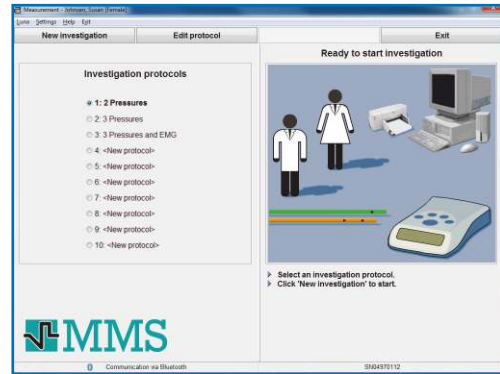 Measurement - Johnson, Susan (Female)
Luna Settings Help Exit
New investigation
Edit protocol
Exit
Ready to start investigation
Investigation protocols
1: 2 Pressures
2: 3 Pressures
3: 3 Pressures and EMG
4: <New protocol>
5: <New protocol>
6: <New protocol>
7: <New protocol>
8: <New protocol>
9: <New protocol>
10: <New protocol>
Select an investigation protocol.
Click 'New investigation' to start.
MMS
Communication via Bluetooth
SN04970112